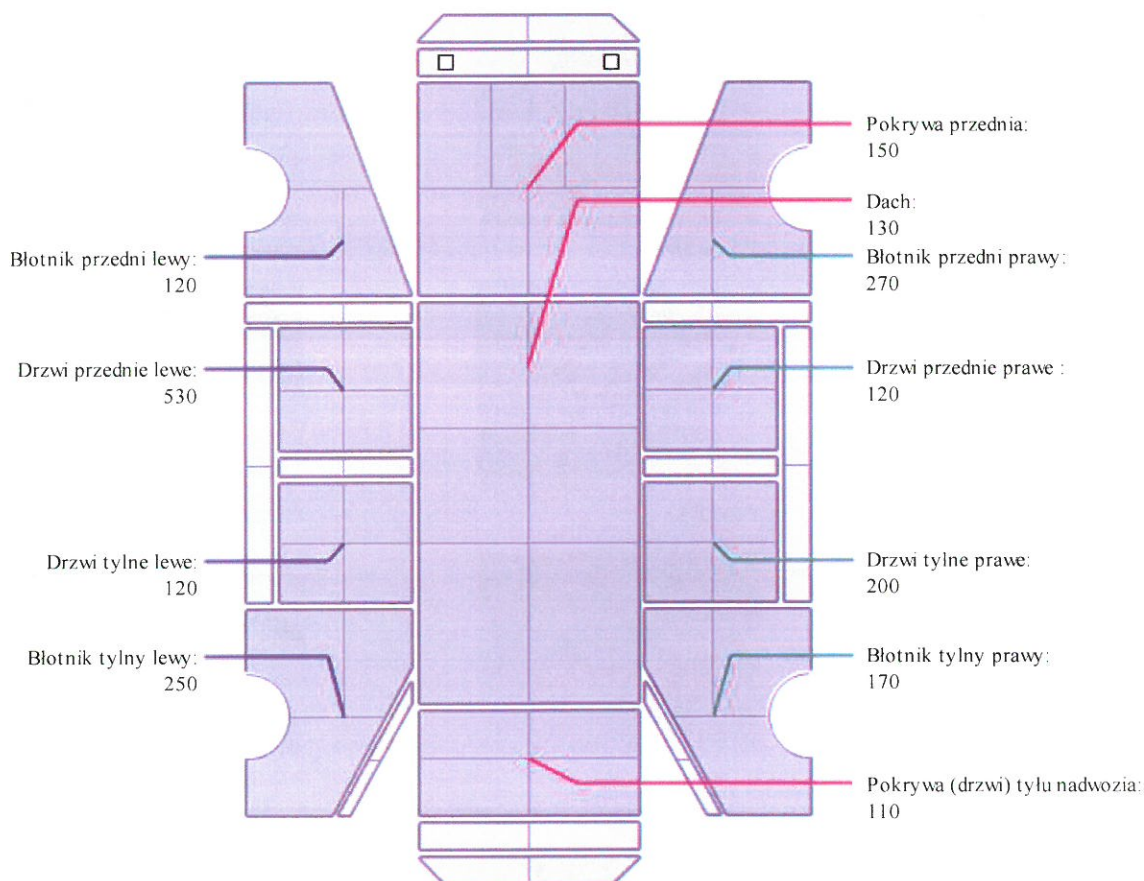 Pokrywa przednia:
150
Dach:
130
Błotnik przedni lewy:
120
Błotnik przedni prawy:
270
Drzwi przednie lewe:
530
Drzwi przednie prawe :
120
Drzwi tylne lewe:
120
Drzwi tylne prawe:
200
Błotnik tylny lewy:
250
Błotnik tylny prawy:
170
Pokrywa (drzwi) tyłu nadwozia:
110